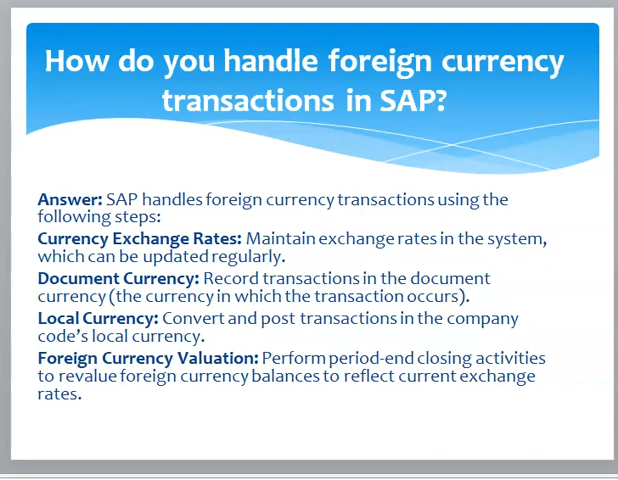 How do you handle foreign currency
transactions in SAP?
Answer: SAP handles foreign currency transactions using the
following steps:
Currency Exchange Rates: Maintain exchange rates in the system,
which can be updated regularly.
Document Currency: Record transactions in the document
currency (the currency in which the transaction occurs).
Local Currency: Convert and post transactions in the company
code's local currency.
Foreign Currency Valuation: Perform period-end closing activities
to revalue foreign currency balances to reflect current exchange
rates.